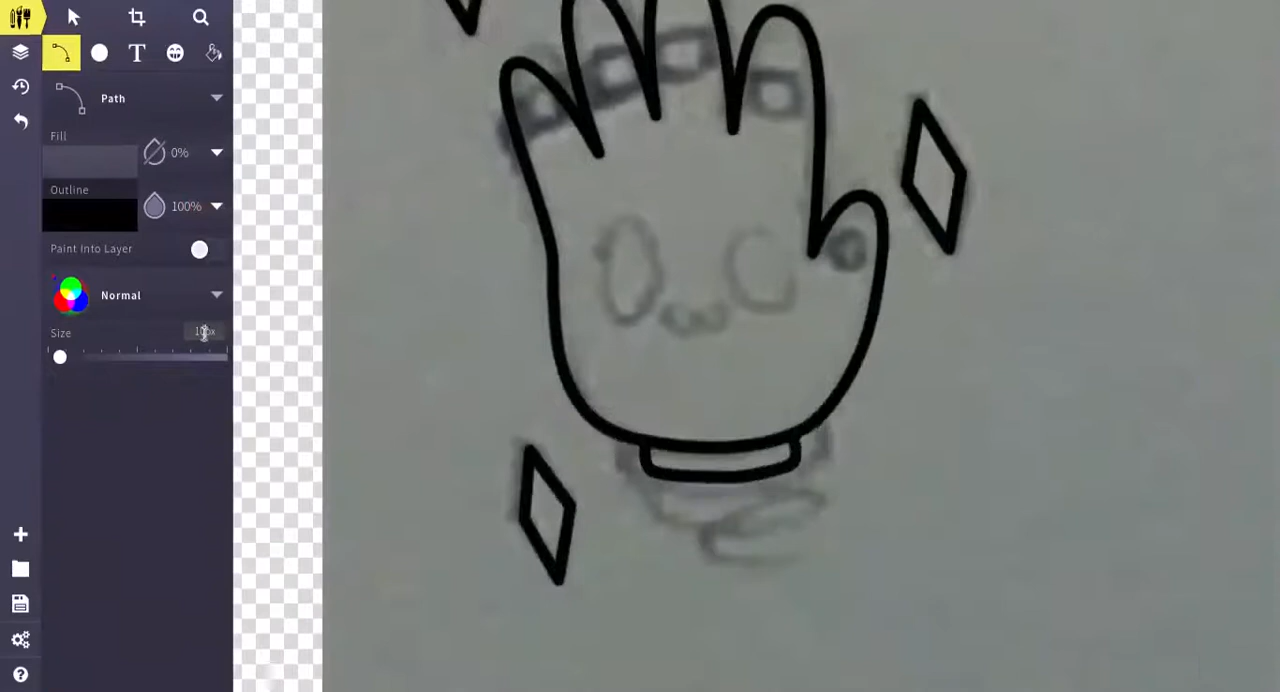 T
Path
Fill
0%
Outline
100%
Paint Into Layer
Normal
Size